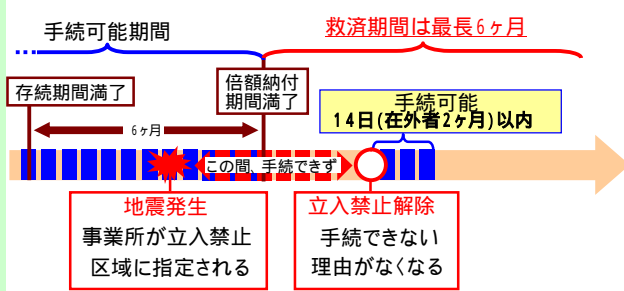 手続可能期間
救済期間は最長6ヶ月
存続期間満了
倍額納付
期間満了
手続可能
14日(在外者2ヶ月)以内
6ヶ月
この間、手続できず
地震発生
事業所が立入禁止
区域に指定される
立入禁止解除
手続できない
理由がなくなる